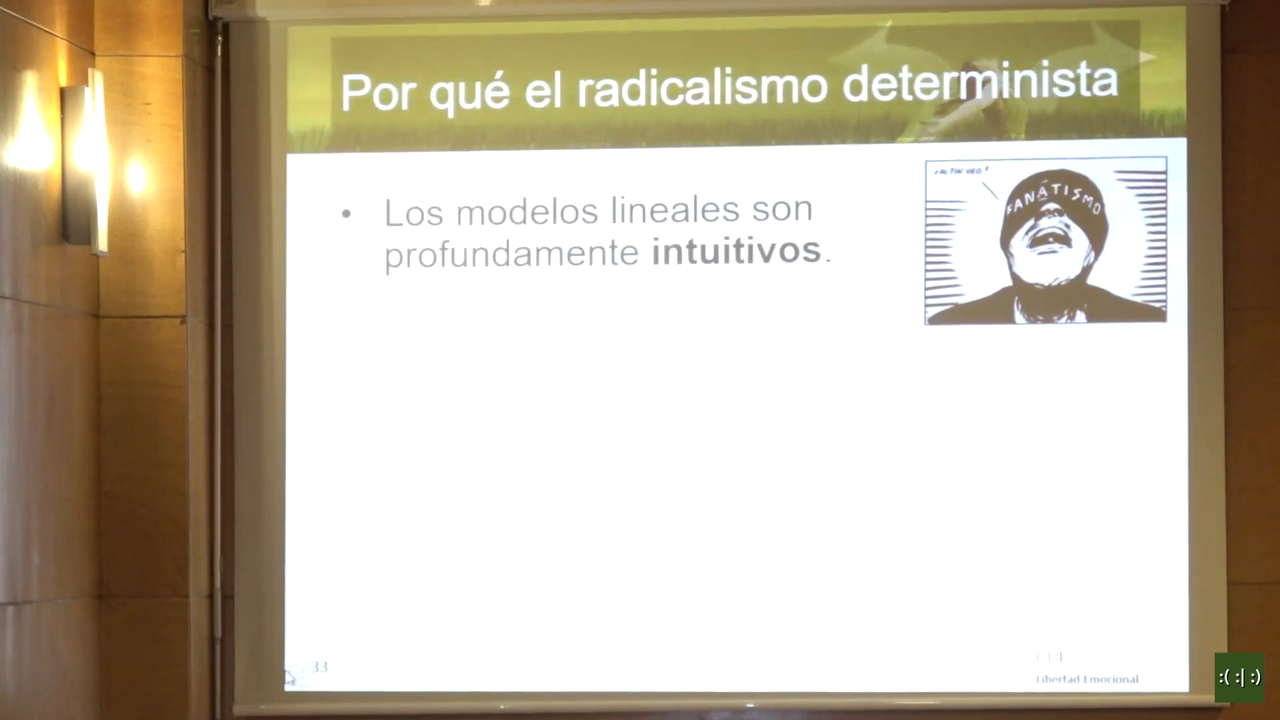 Por qué el radicalismo determinista
• Los modelos lineales son
profundamente intuitivos.
¡AL FIN VEO!
FANATISMO
33
Libertad Emocional
:( :| :)